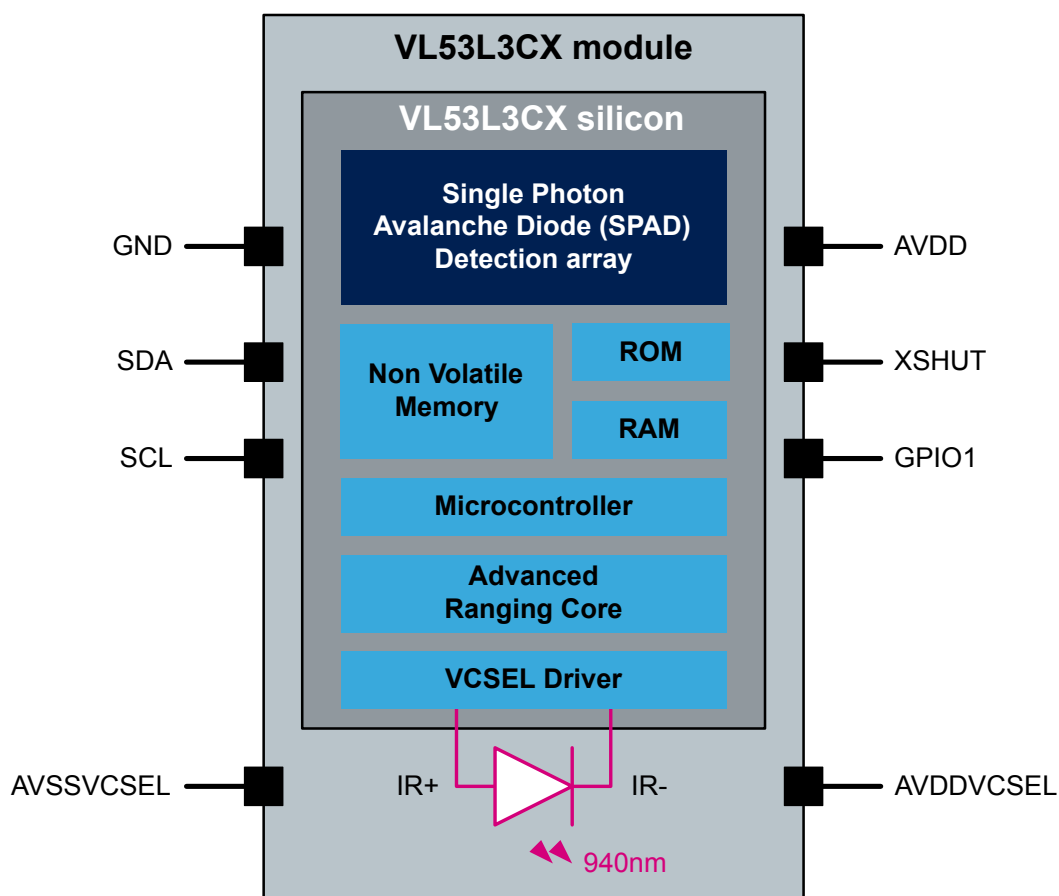 VL53L3CX module
VL53L3CX silicon
Single Photon
Avalanche Diode (SPAD)
Detection array
GND
AVDD
SDA
Non Volatile
Memory
ROM
XSHUT
RAM
SCL
GPIO1
Microcontroller
Advanced
Ranging Core
VCSEL Driver
AVSSVCSEL
IR+
IR-
AVDDVCSEL
940nm